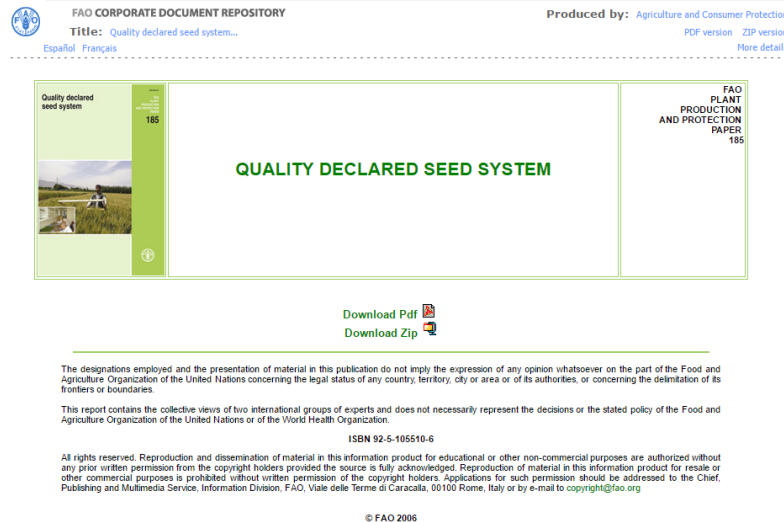 FAO CORPORATE DOCUMENT REPOSITORY
Produced by: Agriculture and Consumer Protectio
Title: Quality declared seed system...
PDF version ZIP versio
Español Français
More detail
Quality declared
seed system
185
QUALITY DECLARED SEED SYSTEM
FAO
PLANT
PRODUCTION
AND PROTECTION
PAPER
185
Download Pdf
Download Zip
The designations employed and the presentation of material in this publication do not imply the expression of any opinion whatsoever on the part of the Food and
Agriculture Organization of the United Nations concerning the legal status of any country, territory, city or area or of its authorities, or concerning the delimitation of its
frontiers or boundaries.
This report contains the collective views of two international groups of experts and does not necessarily represent the decisions or the stated policy of the Food and
Agriculture Organization of the United Nations or of the World Health Organization.
ISBN 92-5-105510-6
All rights reserved. Reproduction and dissemination of material in this information product for educational or other non-commercial purposes are authorized without
any prior written permission from the copyright holders provided the source is fully acknowledged. Reproduction of material in this information product for resale or
other commercial purposes is prohibited without written permission of the copyright holders. Applications for such permission should be addressed to the Chief,
Publishing and Multimedia Service, Information Division, FAO, Viale delle Terme di Caracalla, 00100 Rome, Italy or by e-mail to copyright@fao.org
© FAO 2006